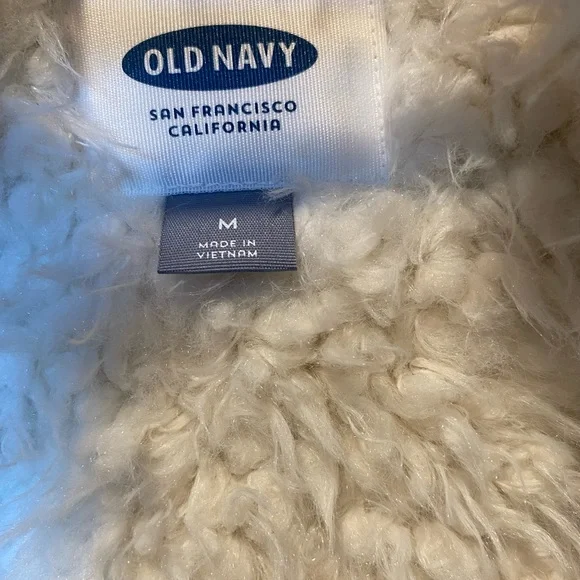 OLD NAVY
SAN FRANCISCO
CALIFORNIA
M
MADE IN
VIETNAM